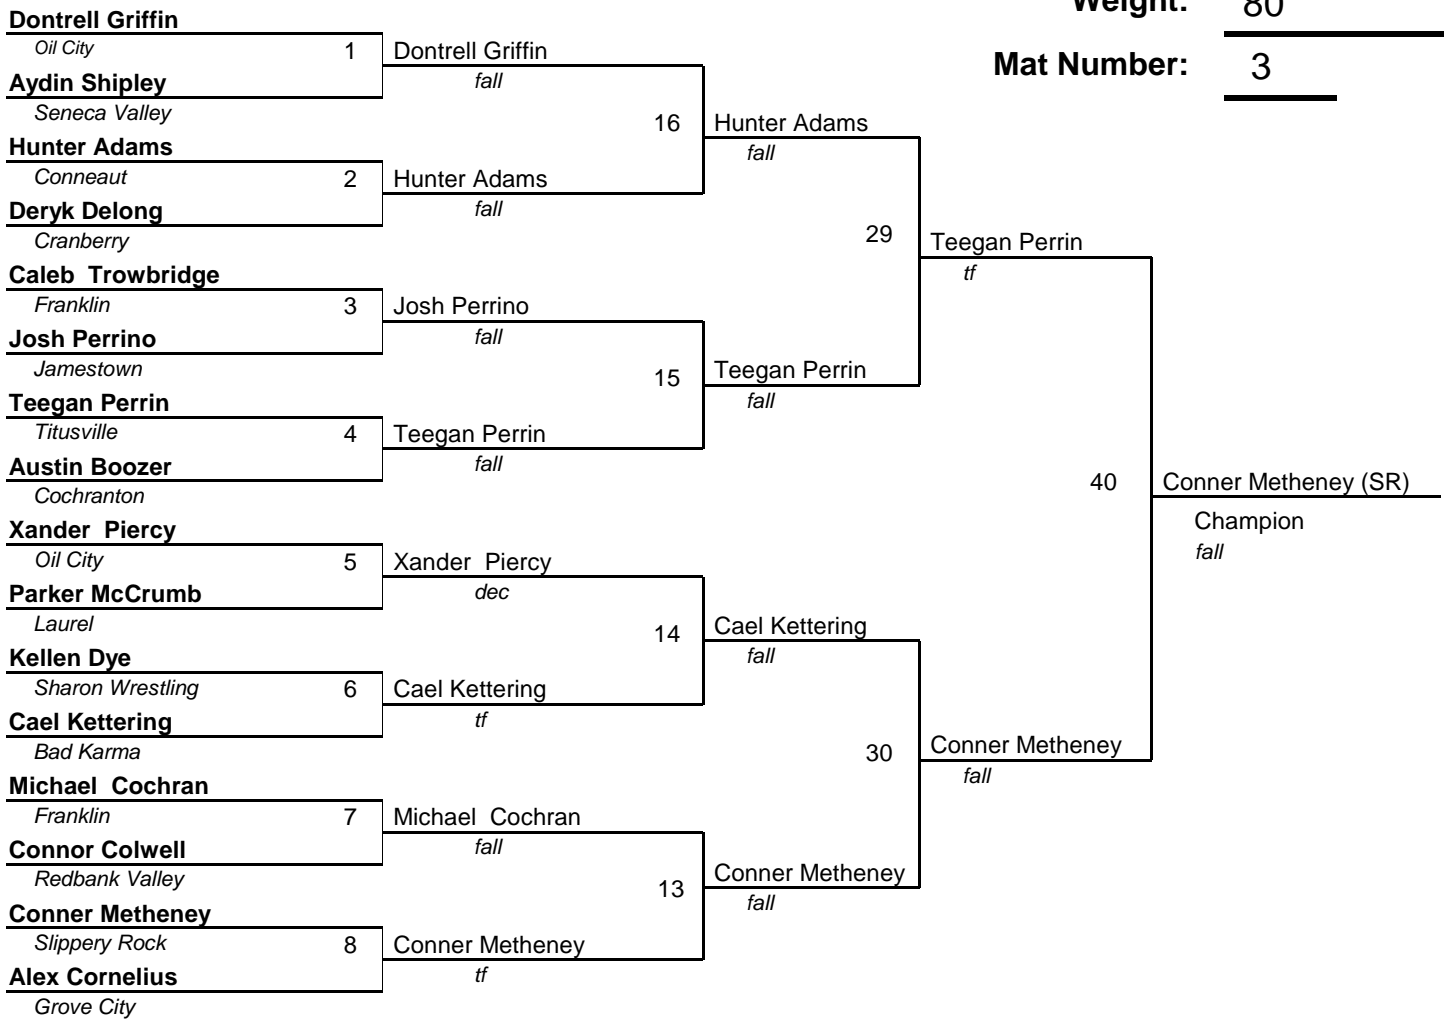 Weight: 80
Mat Number: 3
Dontrell Griffin
Oil City
1
Aydin Shipley
Seneca Valley
Hunter Adams
Conneaut
2
Deryk Delong
Cranberry
Caleb Trowbridge
Franklin
3
Josh Perrino
Jamestown
Teegan Perrin
Titusville
4
Austin Boozer
Cochranton
Xander Piercy
Oil City
5
Parker McCrumb
Laurel
Kellen Dye
Sharon Wrestling
6
Cael Kettering
Bad Karma
Michael Cochran
Franklin
7
Connor Colwell
Redbank Valley
Conner Metheney
Slippery Rock
8
Alex Cornelius
Grove City
Dontrell Griffin
fall
16
Hunter Adams
fall
Josh Perrino
fall
15
Teegan Perrin
fall
Xander Piercy
dec
14
Cael Kettering
tf
Michael Cochran
fall
13
Conner Metheney
tf
Hunter Adams
fall
29
Teegan Perrin
fall
Cael Kettering
fall
30
Conner Metheney
fall
Teegan Perrin
tf
40
Conner Metheney
fall
Conner Metheney (SR)
Champion
fall